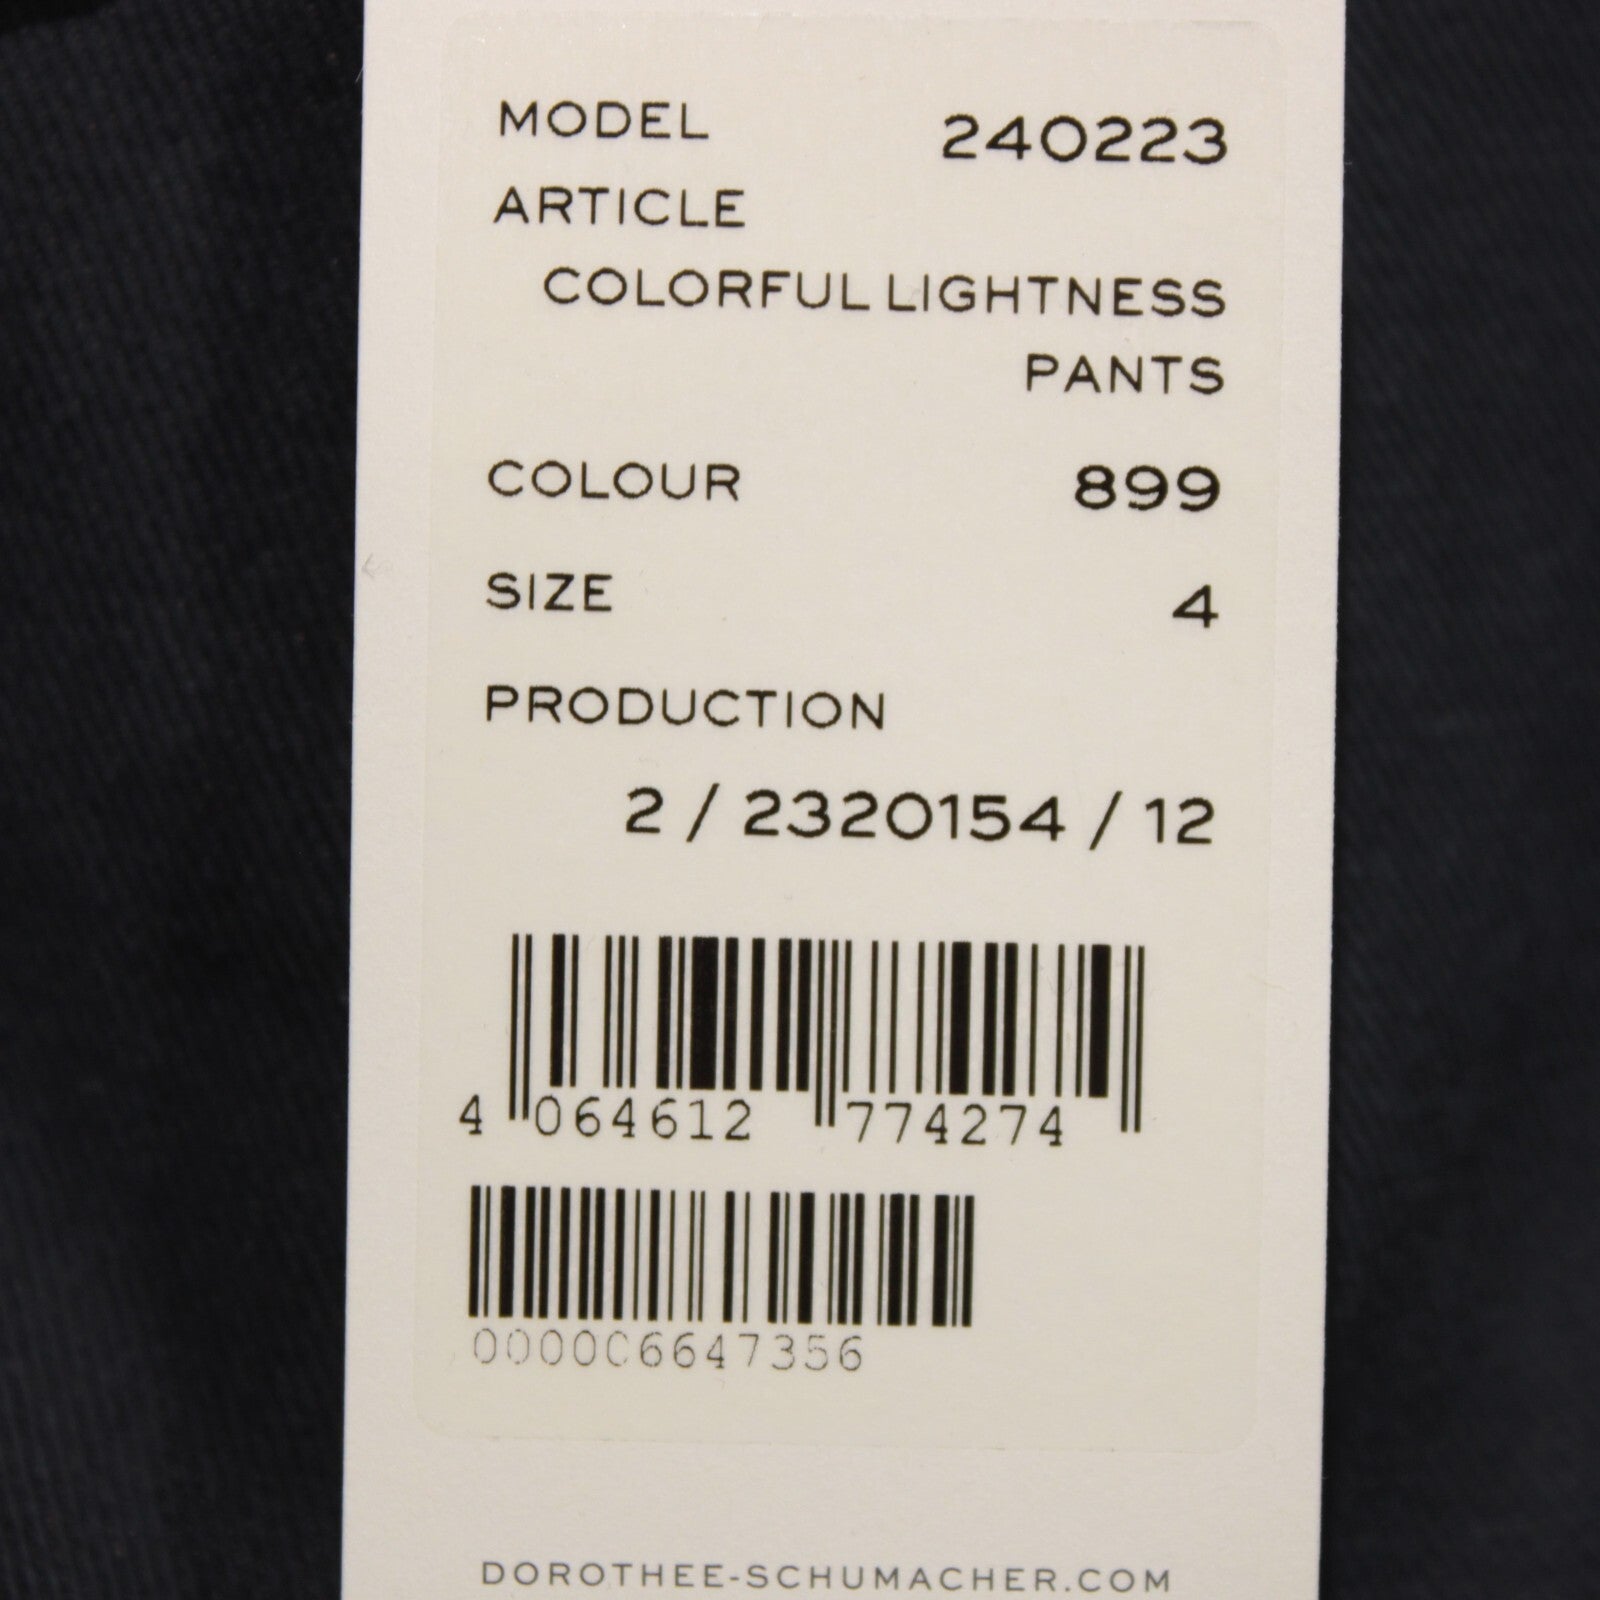 MODEL 240223
ARTICLE
COLORFUL LIGHTNESS
PANTS
COLOUR 899
SIZE 4
PRODUCTION
2 / 2320154 / 12
4 064612 774274
000006647356
DOROTHEE-SCHUMACHER.COM